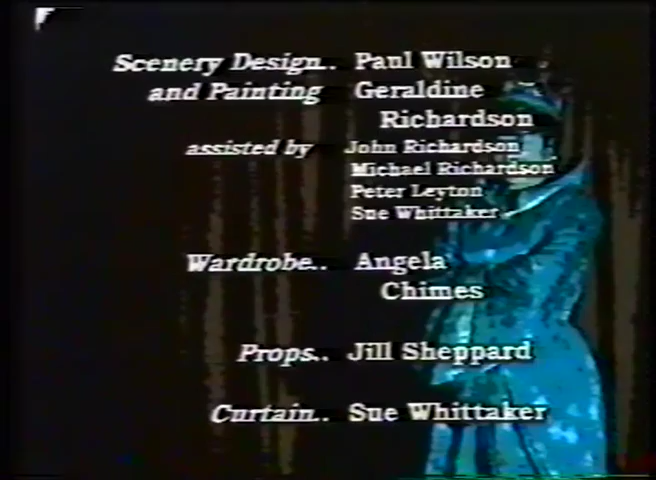 Scenery Design.. Paul Wilson
and Painting Geraldine
Richardson
assisted by John Richardson
Michael Richardson
Peter Leyton
Sue Whittaker
Wardrobe.. Angela
Chimes
Props.. Jill Sheppard
Curtain.. Sue Whittaker